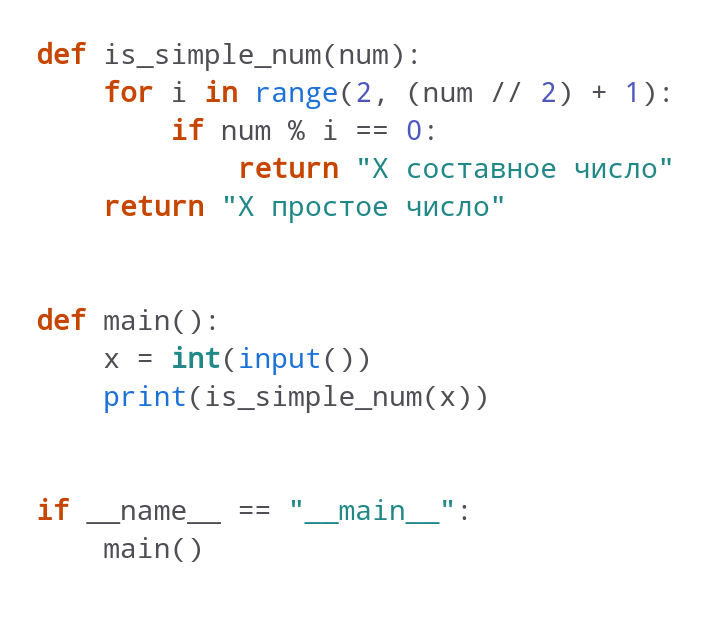 def is_simple_num(num):
    for i in range(2, (num // 2) + 1):
        if num % i == 0:
            return "X составное число"
    return "X простое число"
def main():
    x = int(input())
    print(is_simple_num(x))
if __name__ == "__main__":
    main()